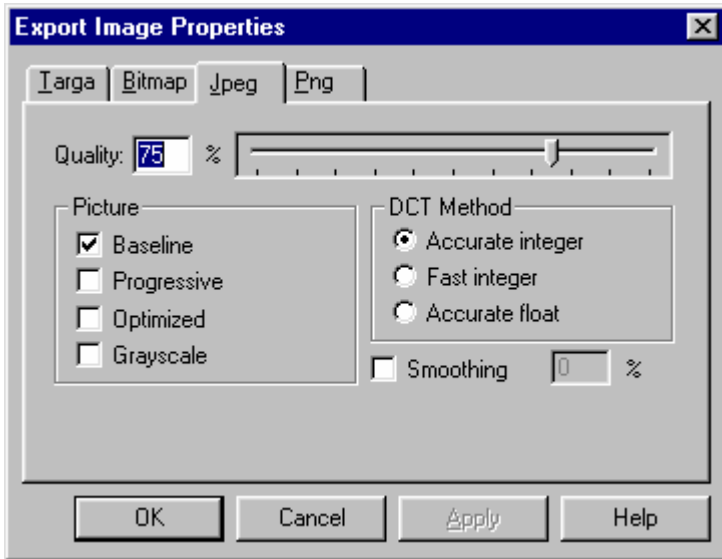 Export Image Properties
Targa Bitmap Jpeg Png
Quality: 75 %
Picture
Baseline
Progressive
Optimized
Grayscale
DCT Method
Accurate integer
Fast integer
Accurate float
Smoothing 0 %
OK Cancel Apply Help